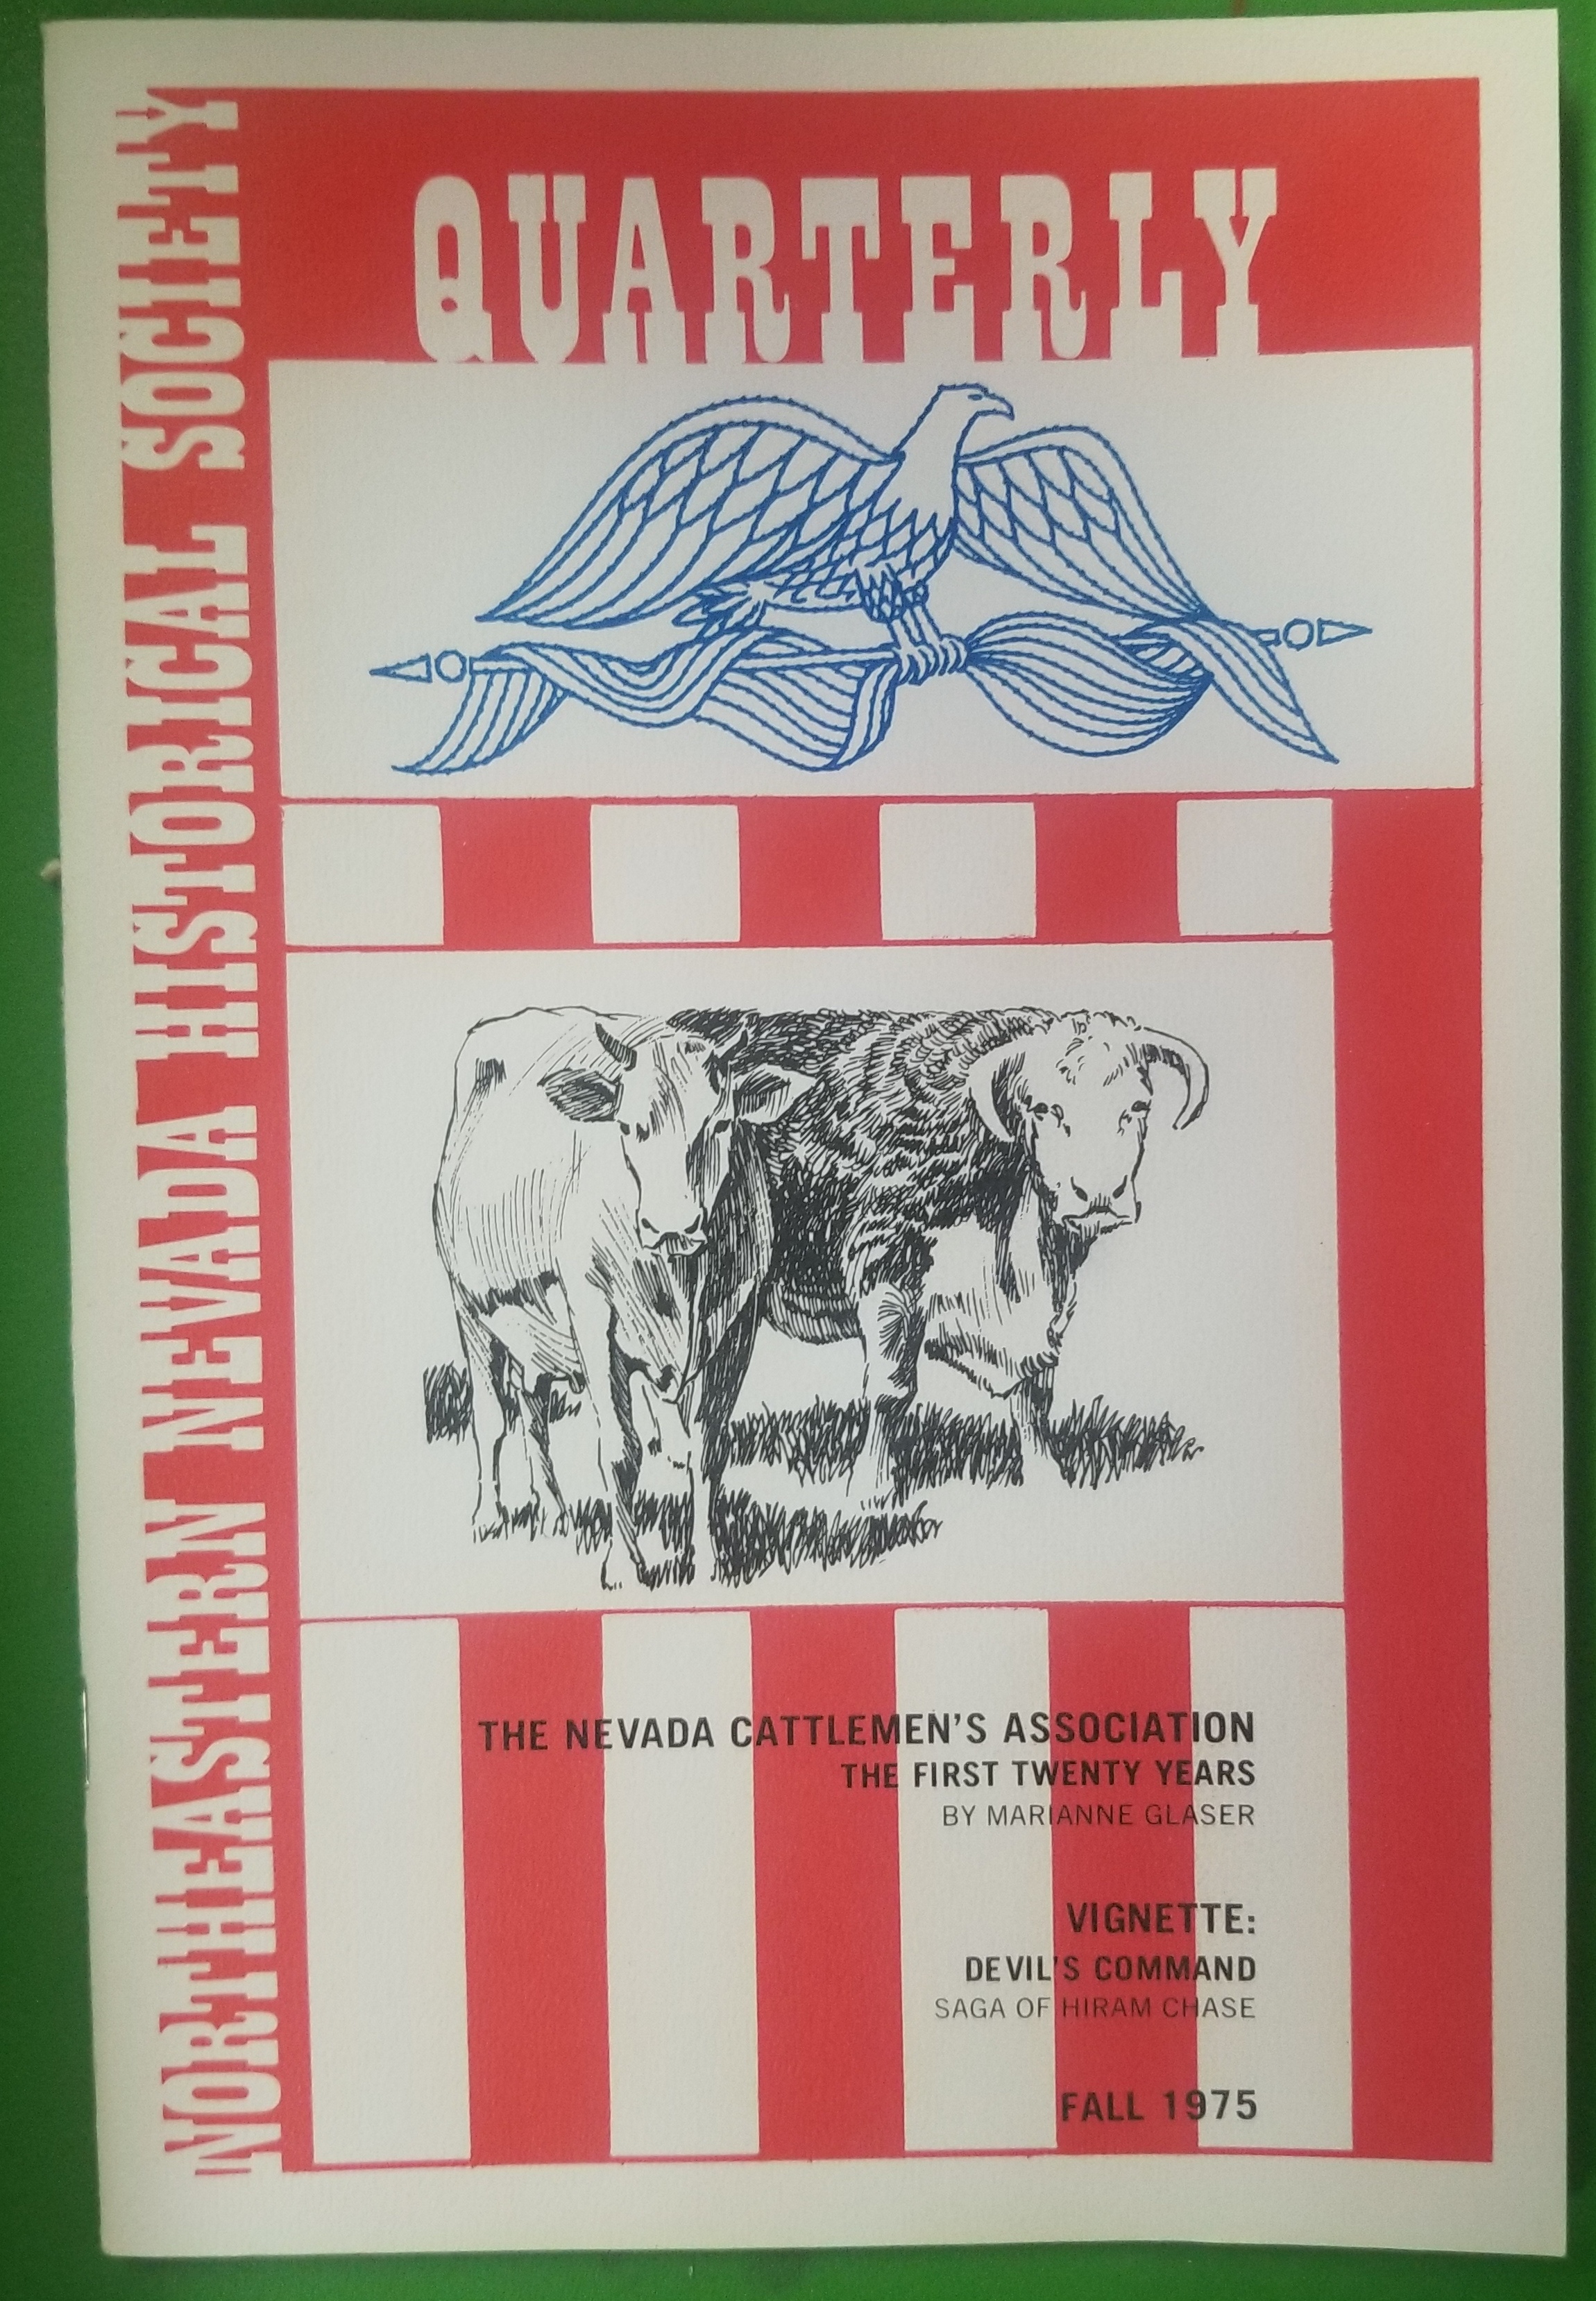 NORTHEASTERN NEVADA HISTORICAL SOCIETY
QUARTERLY
THE NEVADA CATTLEMEN'S ASSOCIATION
THE FIRST TWENTY YEARS
BY MARIANNE GLASER
VIGNETTE:
DEVIL'S COMMAND
SAGA OF HIRAM CHASE
FALL 1975